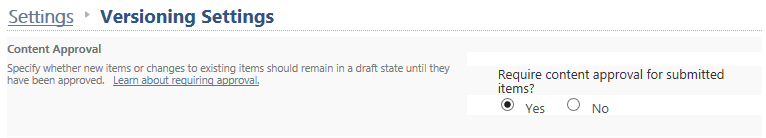 Settings ▸ Versioning Settings
Content Approval
Specify whether new items or changes to existing items should remain in a draft state until they
have been approved. Learn about requiring approval.
Require content approval for submitted
items?
Yes No